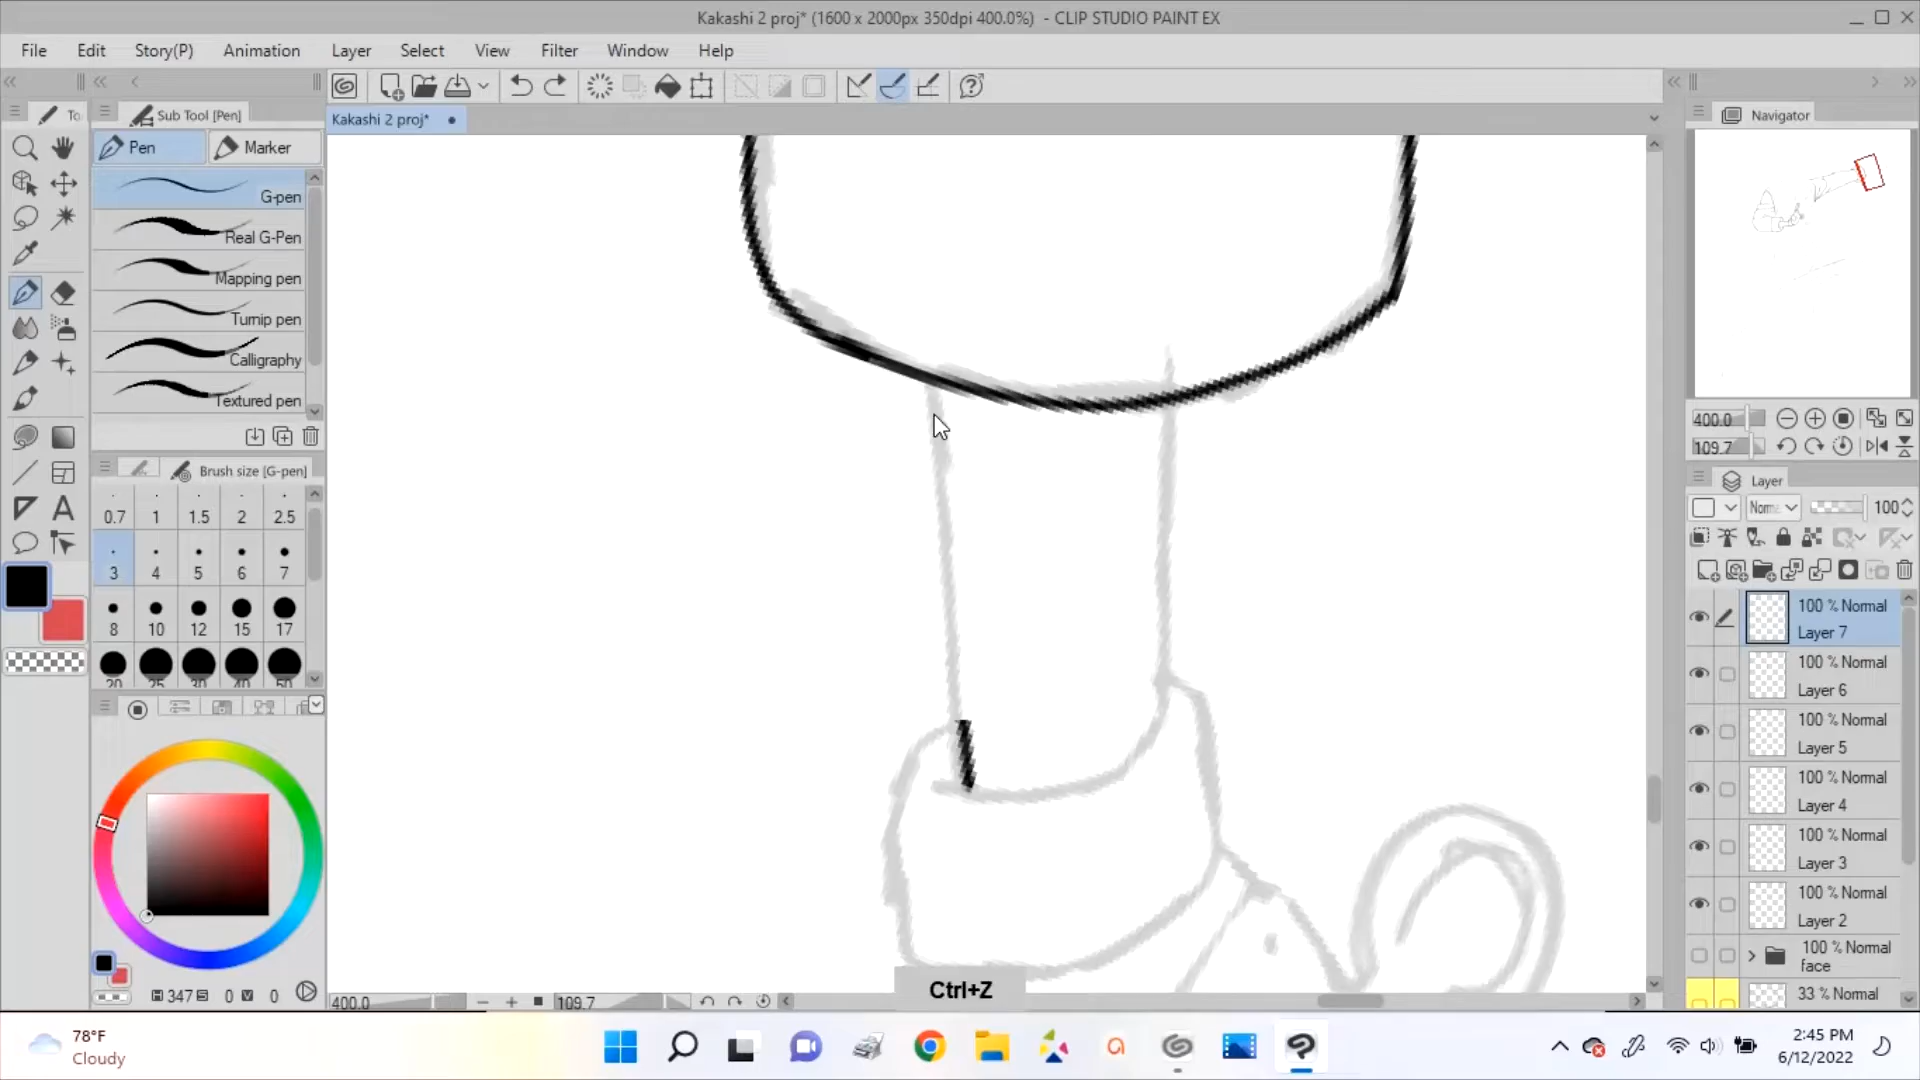 Kakashi 2 proj* (1600 x 2000px 350dpi 400.0%) - CLIP STUDIO PAINT EX
File Edit Story(P) Animation Layer Select View Filter Window Help
To Sub Tool [Pen]
Kakashi 2 proj*
Navigator
Pen Marker
G-pen
Real G-Pen
Mapping pen
Turnip pen
Calligraphy
Textured pen
Brush size [G-pen]
0.7 1 1.5 2 2.5
3 4 5 6 7
8 10 12 15 17
20 25 30 40 50
347 S 0 V 0
400.0
109.7
Layer
Norm 100
100 % Normal
Layer 7
100 % Normal
Layer 6
100 % Normal
Layer 5
100 % Normal
Layer 4
100 % Normal
Layer 3
100 % Normal
Layer 2
100 % Normal
face
33 % Normal
Ctrl+Z
400.0 109.7
78°F
Cloudy
2:45 PM
6/12/2022